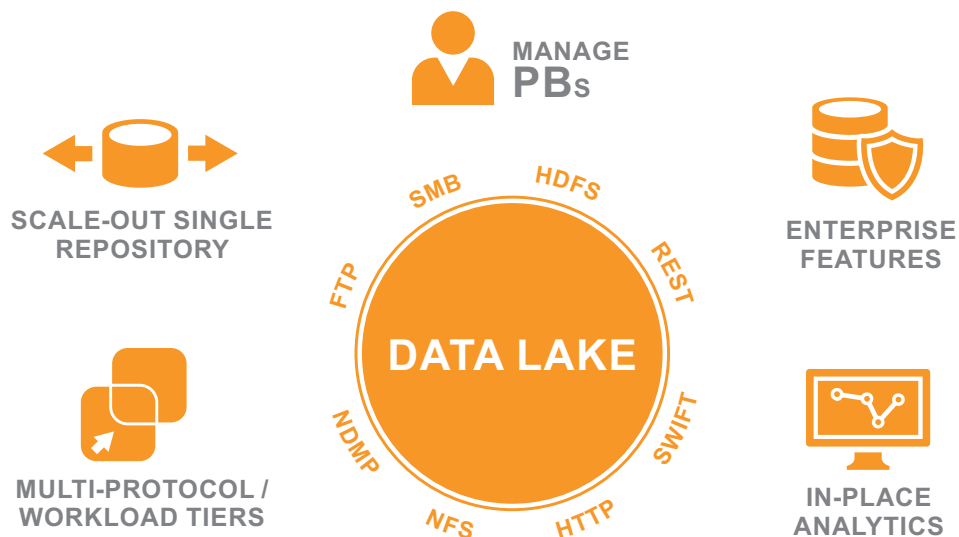 MANAGE
PBs
SCALE-OUT SINGLE
REPOSITORY
ENTERPRISE
FEATURES
SMB
HDFS
FTP
REST
DATA LAKE
NDMP
SWIFT
NFS
HTTP
MULTI-PROTOCOL /
WORKLOAD TIERS
IN-PLACE
ANALYTICS